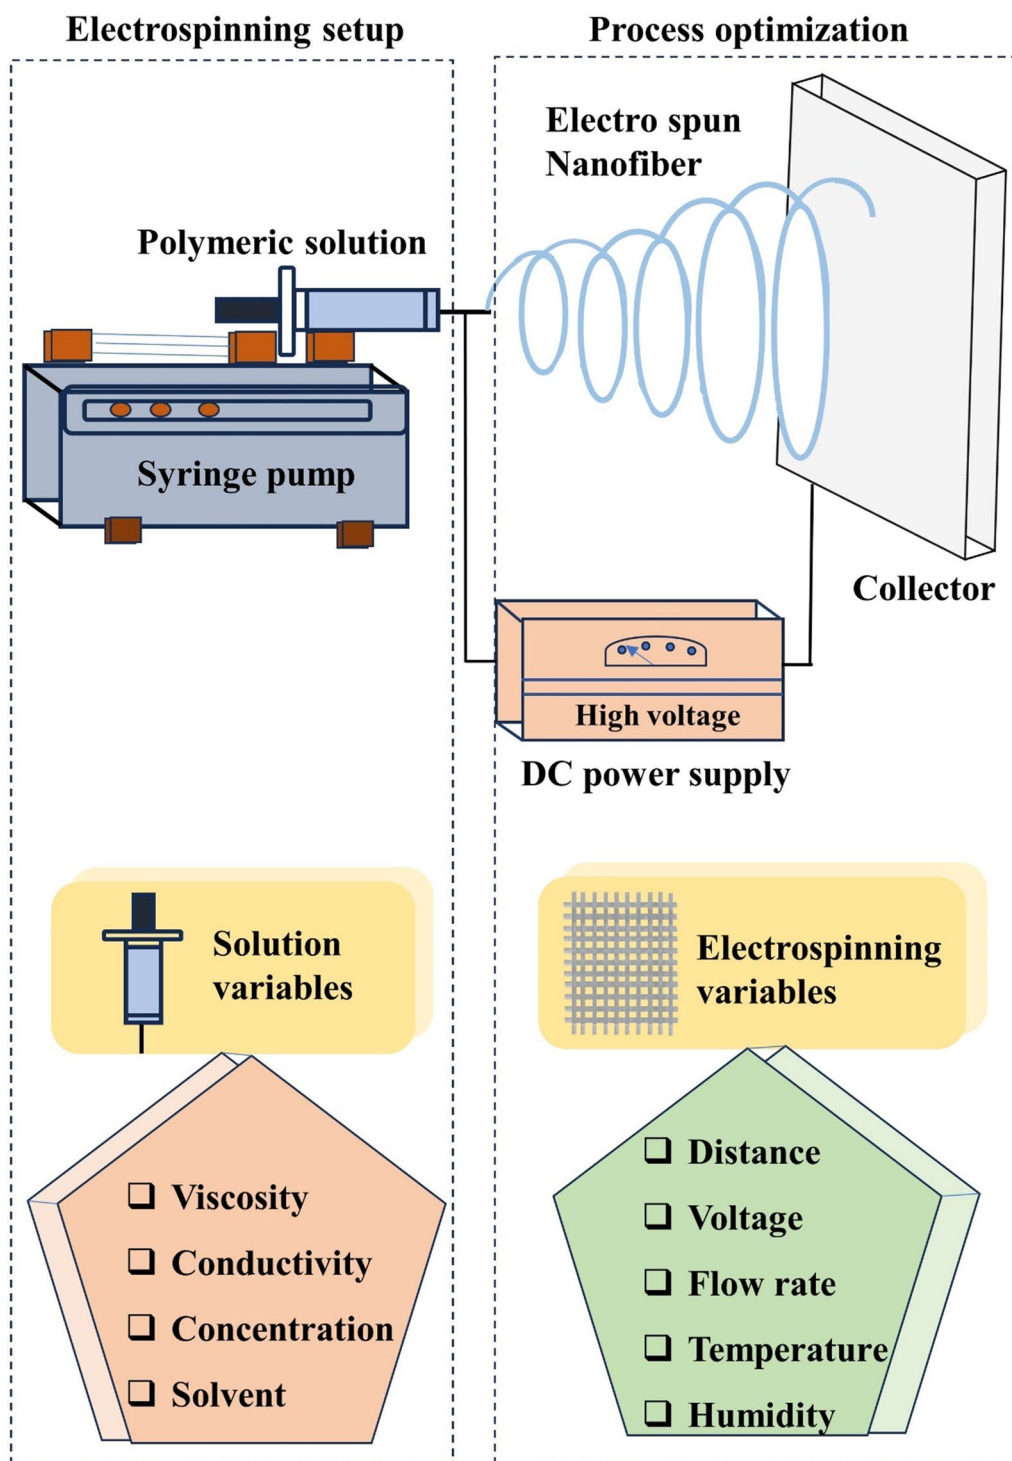 Electrospinning setup
Process optimization
Electro spun
Nanofiber
Polymeric solution
Syringe pump
Collector
High voltage
DC power supply
Solution
variables
Electrospinning
variables
Viscosity
Conductivity
Concentration
Solvent
Distance
Voltage
Flow rate
Temperature
Humidity